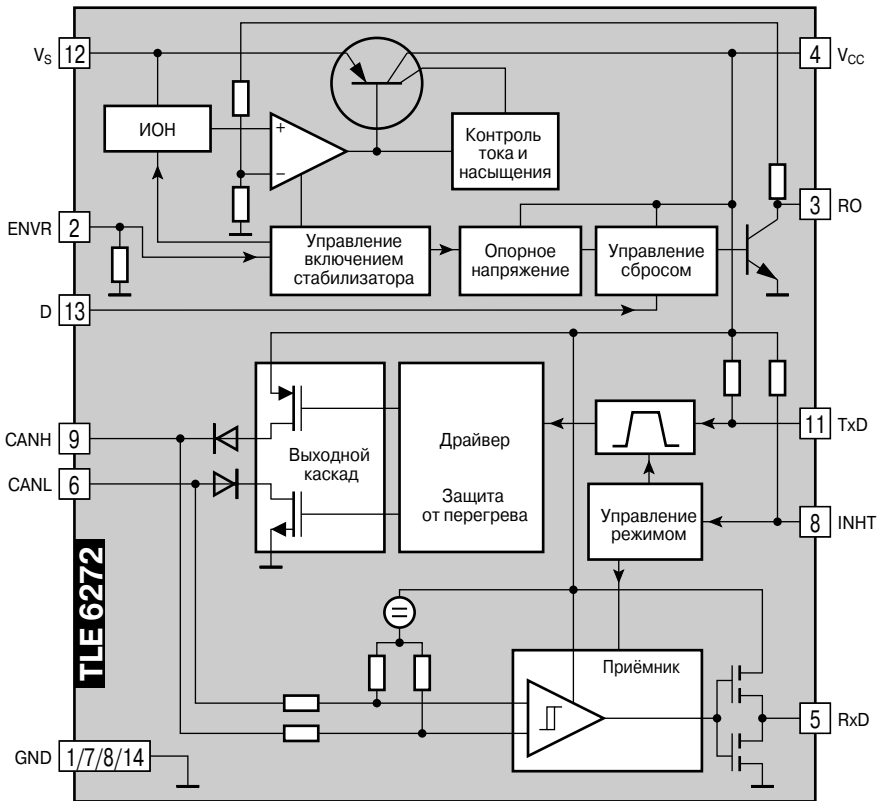 VS 12
4 VCC
ИОН
+
−
Контроль
тока и
насыщения
ENVR 2
3 RO
Управление
включением
стабилизатора
Опорное
напряжение
Управление
сбросом
D 13
CANH 9
CANL 6
Выходной
каскад
Драйвер
Защита
от перегрева
11 TxD
Управление
режимом
8 INHT
TLE 6272
Приёмник
5 RxD
GND 1/7/8/14